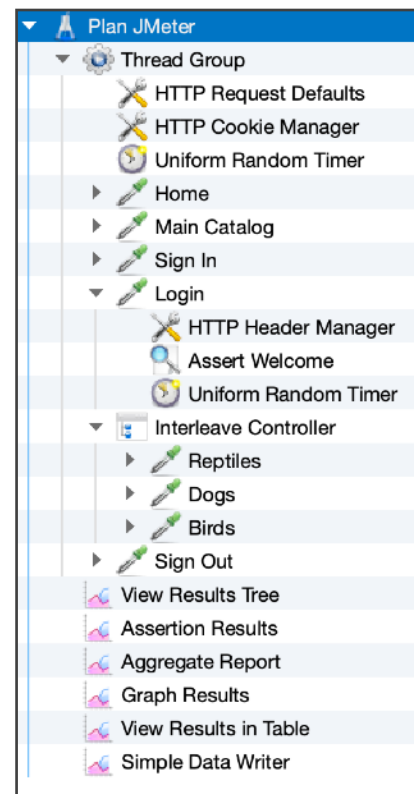 Plan JMeter
Thread Group
HTTP Request Defaults
HTTP Cookie Manager
Uniform Random Timer
Home
Main Catalog
Sign In
Login
HTTP Header Manager
Assert Welcome
Uniform Random Timer
Interleave Controller
Reptiles
Dogs
Birds
Sign Out
View Results Tree
Assertion Results
Aggregate Report
Graph Results
View Results in Table
Simple Data Writer